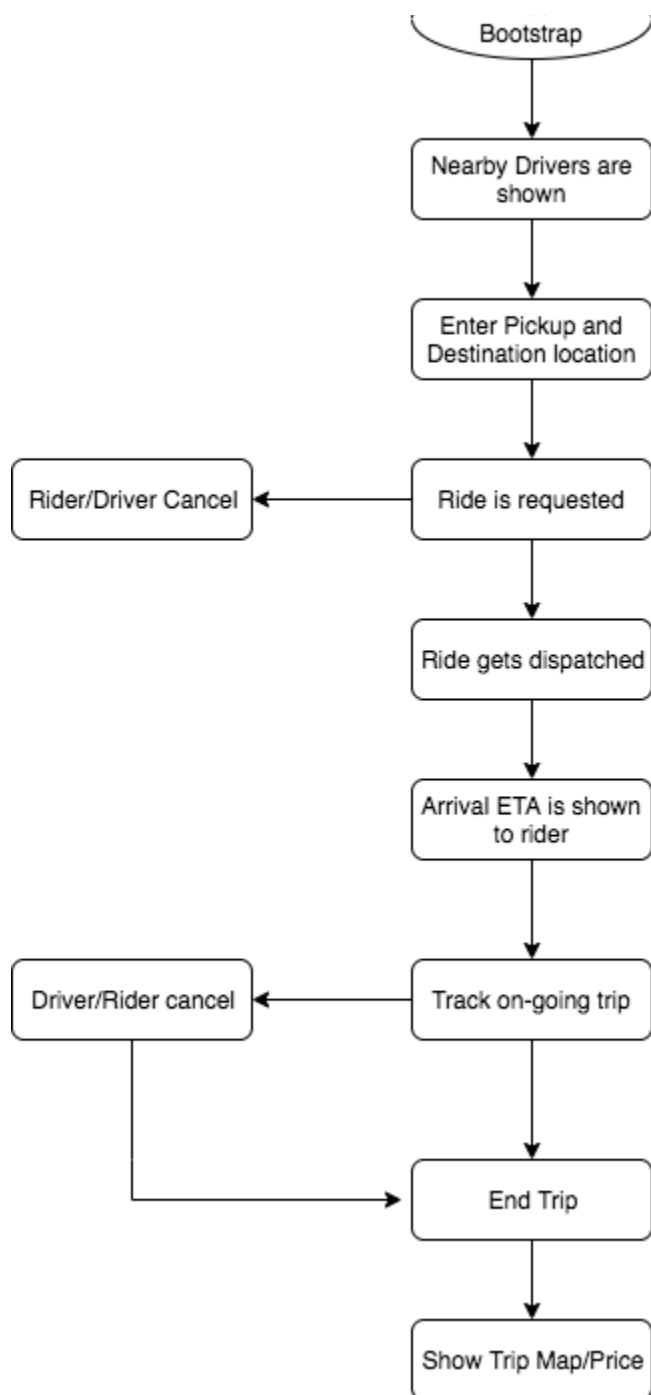 Bootstrap
Nearby Drivers are
shown
Enter Pickup and
Destination location
Rider/Driver Cancel
Ride is requested
Ride gets dispatched
Arrival ETA is shown
to rider
Driver/Rider cancel
Track on-going trip
End Trip
Show Trip Map/Price